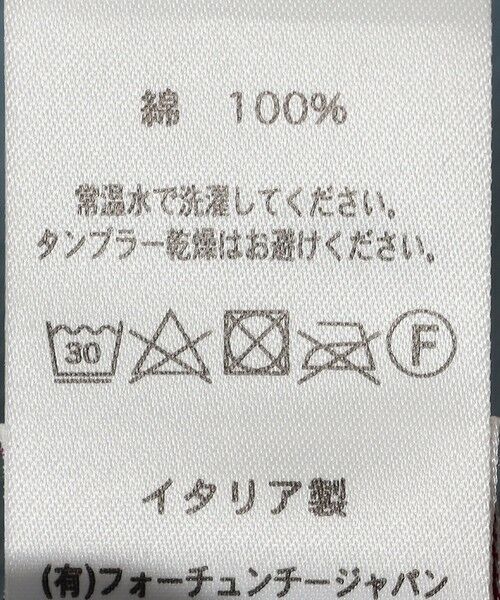 綿 100%
常温水で洗濯してください。
タンブラー乾燥はお避けください。
30 F
イタリア製
(有)フォーチュンチージャパン